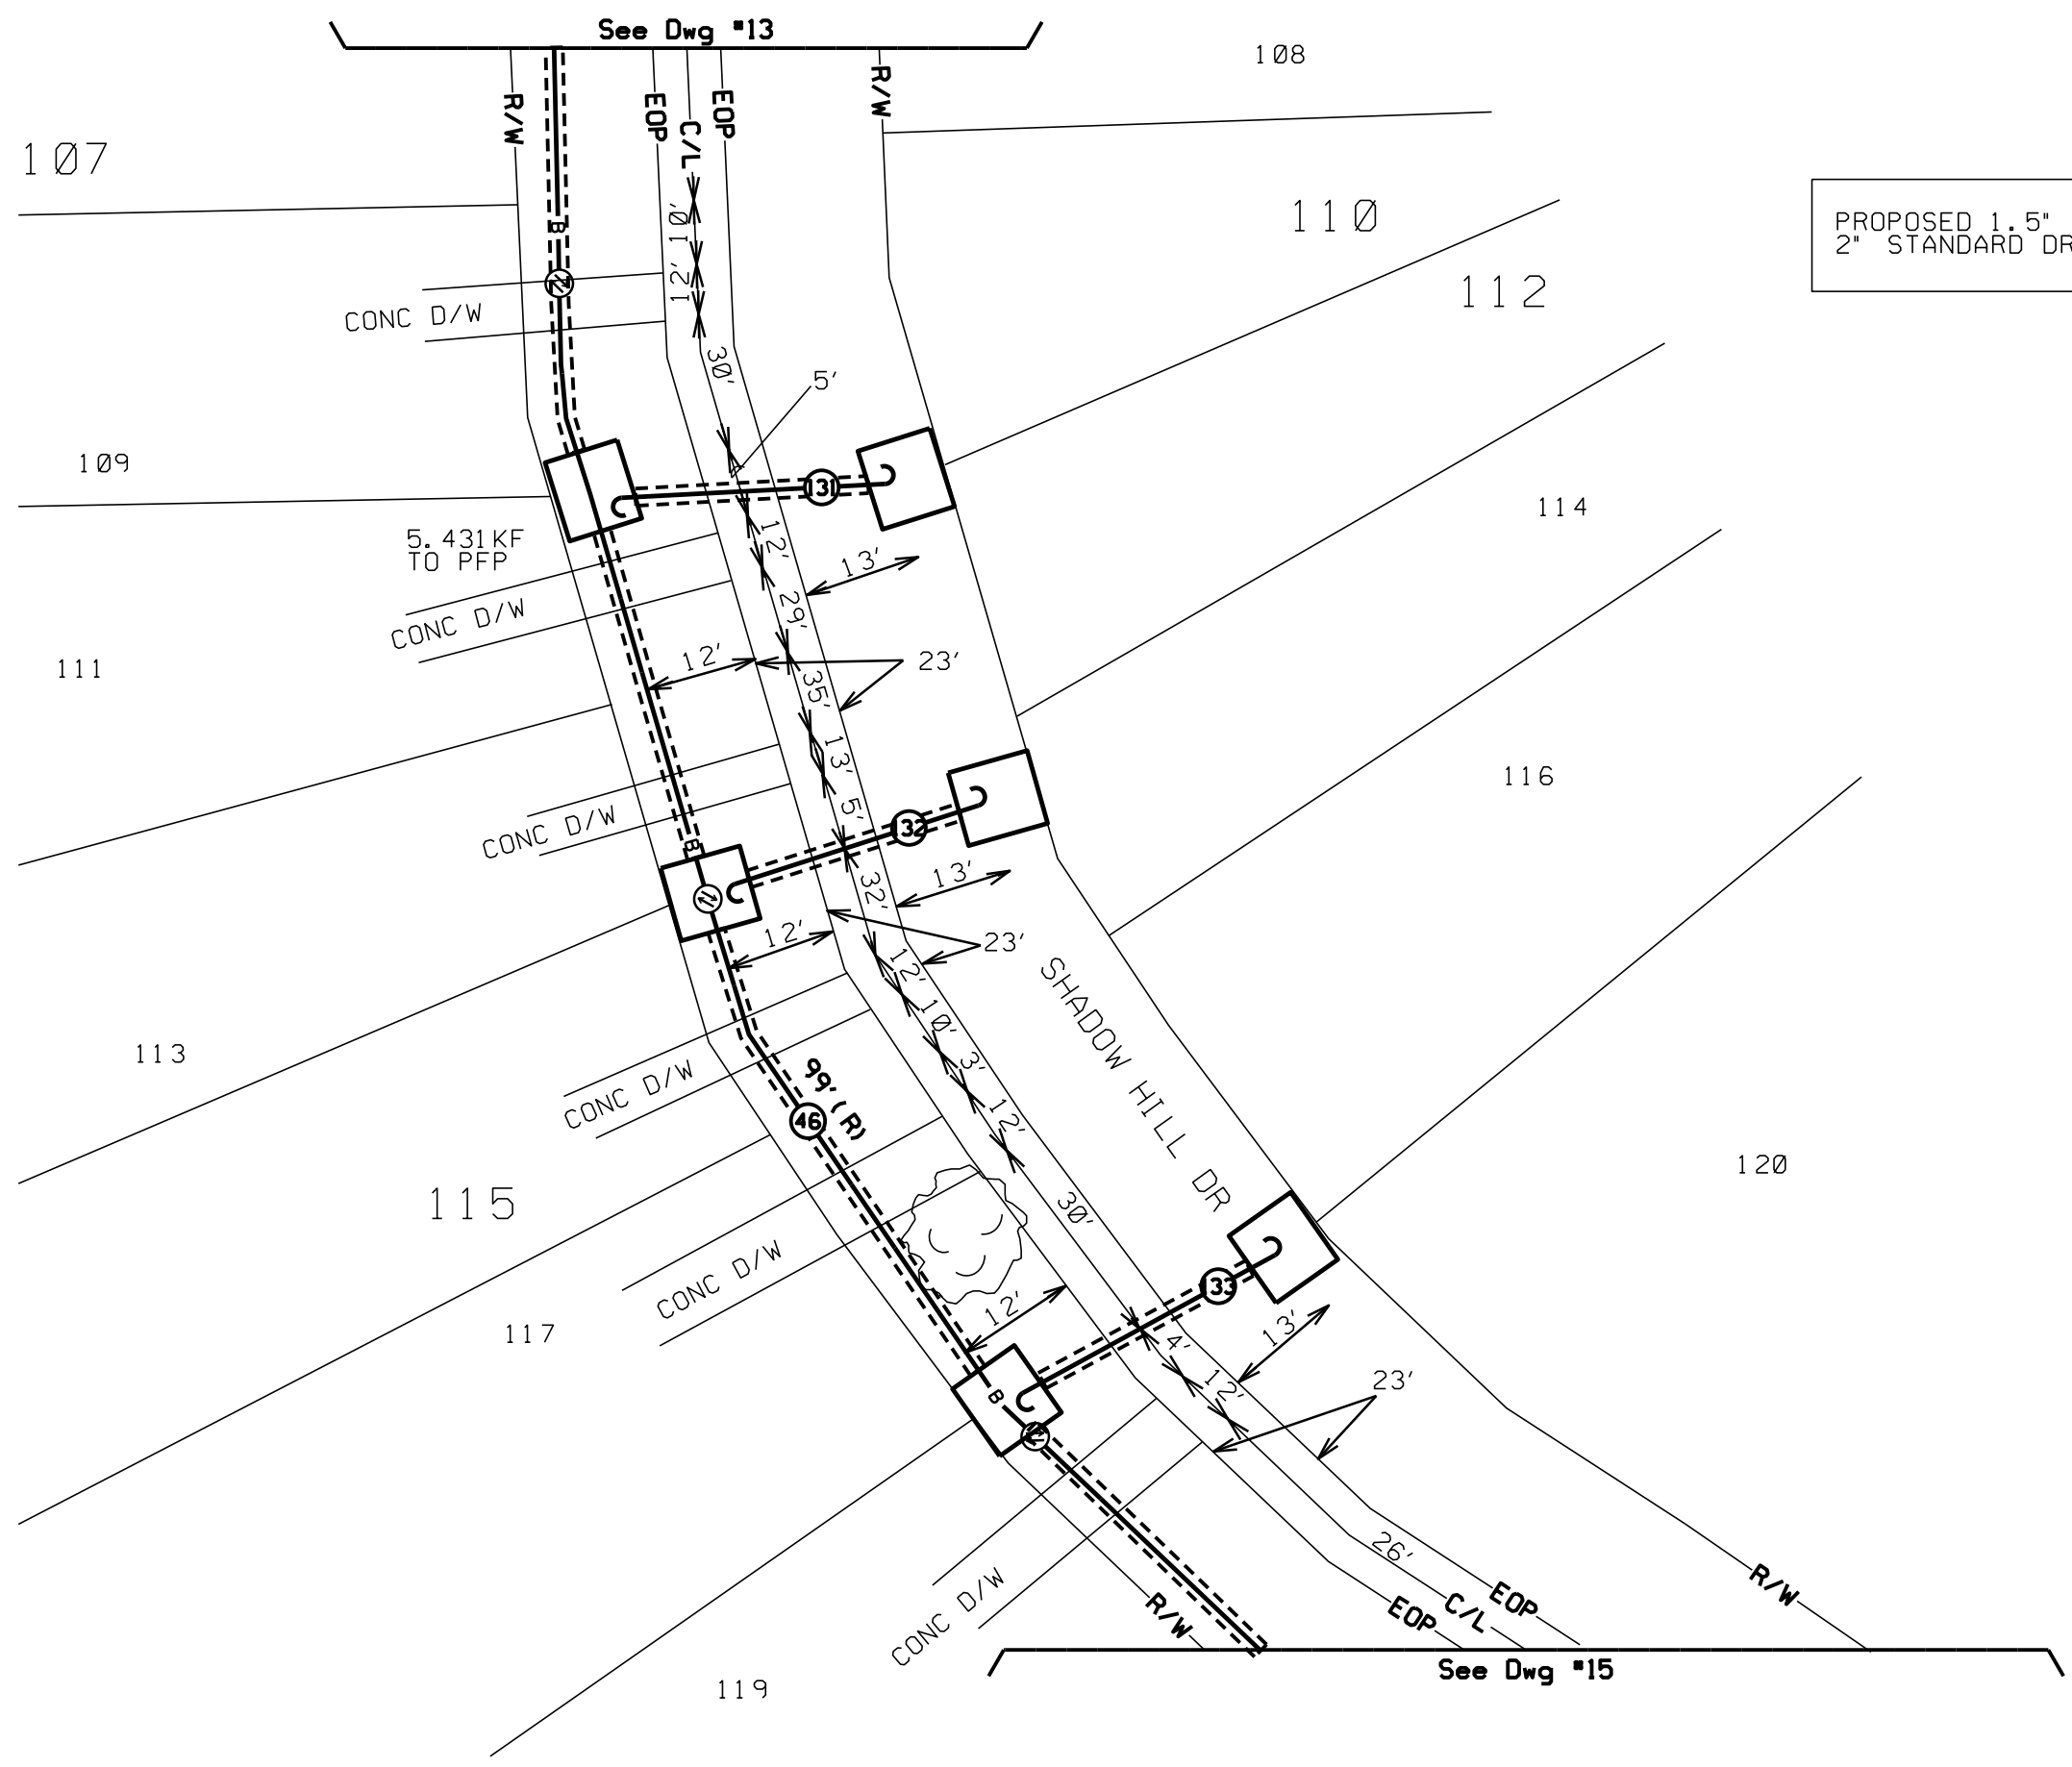 See Dwg #13
108
R/W
R/W
EOP
EOP
C/L
107
110
10'
PROPOSED 1.5"
2" STANDARD DR
B
12'
112
CONC D/W
30'
5'
109
131
114
5.431KF
TO PFP
12'
13'
29'
CONC D/W
111
12'
23'
35'
13'
116
5'
132
CONC D/W
B
32'
13'
12'
23'
12'
SHADOW HILL DR
10'
113
3'
99'(R)
CONC D/W
46
12'
120
115
30'
CONC D/W
133
12'
117
4'
13'
12'
23'
B
26'
CONC D/W
R/W
EOP
C/L
EOP
R/W
See Dwg #15
119